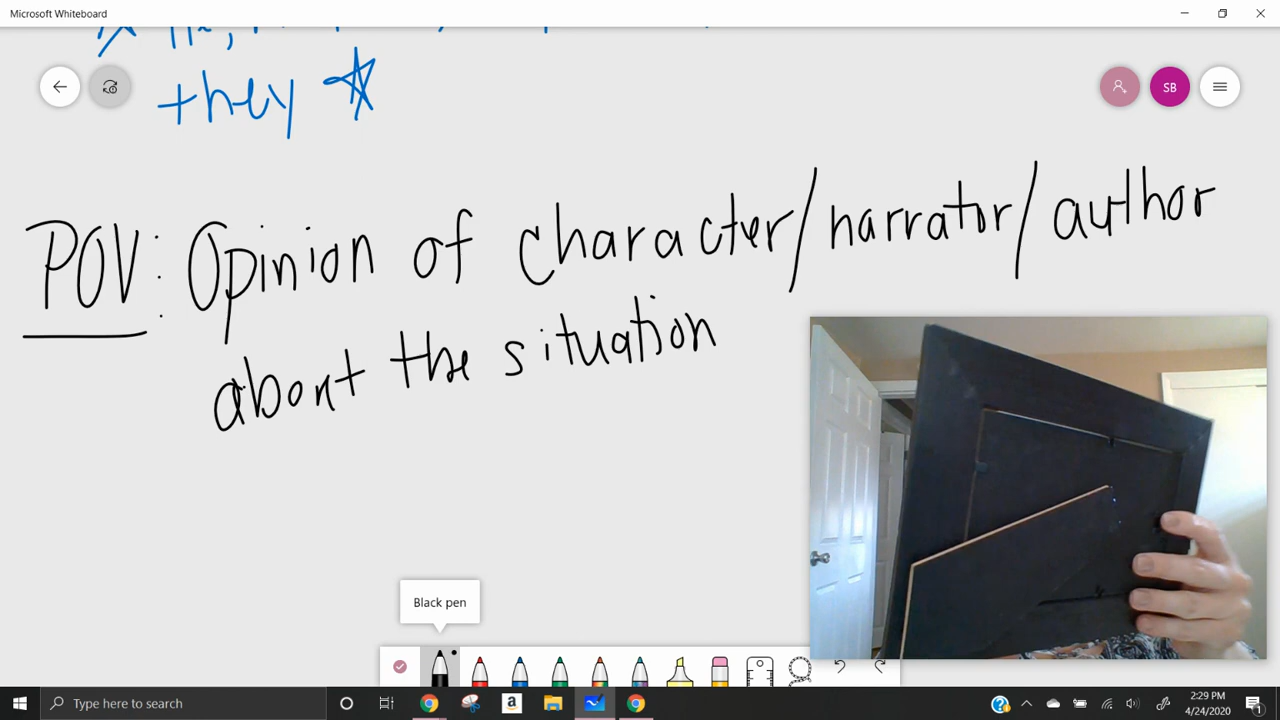 Microsoft Whiteboard
they
SB
POV: Opinion of character/narrator/author
about the situation
Black pen
Type here to search
2:29 PM
4/24/2020